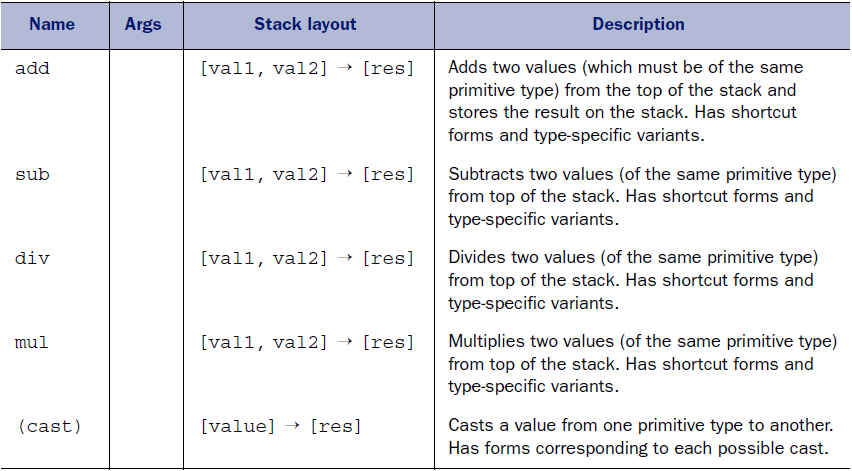 Name Args Stack layout Description
add [val1, val2] → [res] Adds two values (which must be of the same
primitive type) from the top of the stack and
stores the result on the stack. Has shortcut
forms and type-specific variants.
sub [val1, val2] → [res] Subtracts two values (of the same primitive type)
from top of the stack. Has shortcut forms and
type-specific variants.
div [val1, val2] → [res] Divides two values (of the same primitive type)
from top of the stack. Has shortcut forms and
type-specific variants.
mul [val1, val2] → [res] Multiplies two values (of the same primitive type)
from top of the stack. Has shortcut forms and
type-specific variants.
(cast) [value] → [res] Casts a value from one primitive type to another.
Has forms corresponding to each possible cast.